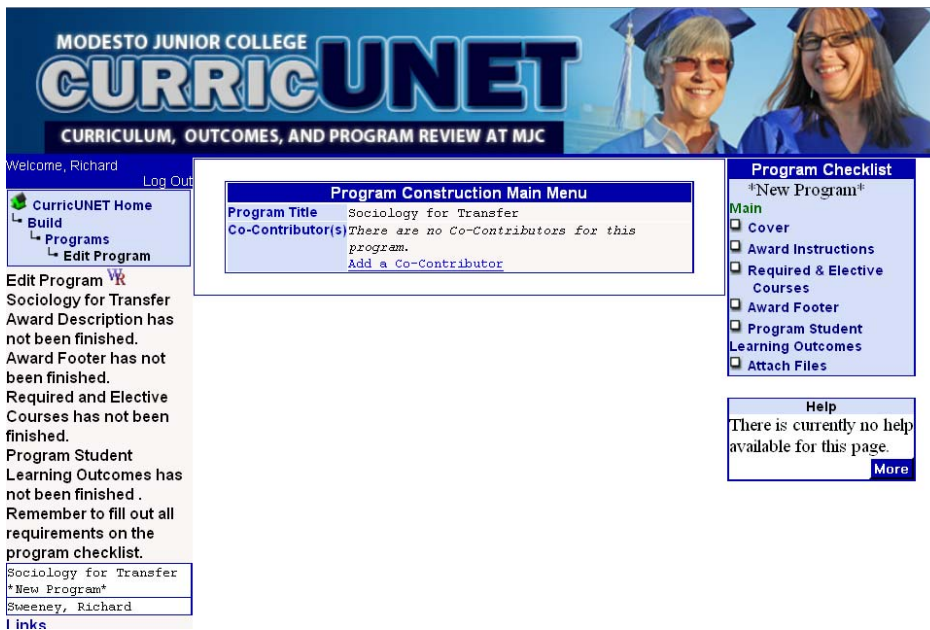 MODESTO JUNIOR COLLEGE
CURRICUNET
CURRICULUM, OUTCOMES, AND PROGRAM REVIEW AT MJC
Welcome, Richard
Log Out
CurricUNET Home
Build
Programs
Edit Program
Edit Program WR
Sociology for Transfer
Award Description has
not been finished.
Award Footer has not
been finished.
Required and Elective
Courses has not been
finished.
Program Student
Learning Outcomes has
not been finished .
Remember to fill out all
requirements on the
program checklist.
Sociology for Transfer
*New Program*
Sweeney, Richard
Links
Program Construction Main Menu
Program Title Sociology for Transfer
Co-Contributor(s) There are no Co-Contributors for this
program.
Add a Co-Contributor
Program Checklist
*New Program*
Main
Cover
Award Instructions
Required & Elective
Courses
Award Footer
Program Student
Learning Outcomes
Attach Files
Help
There is currently no help
available for this page.
More